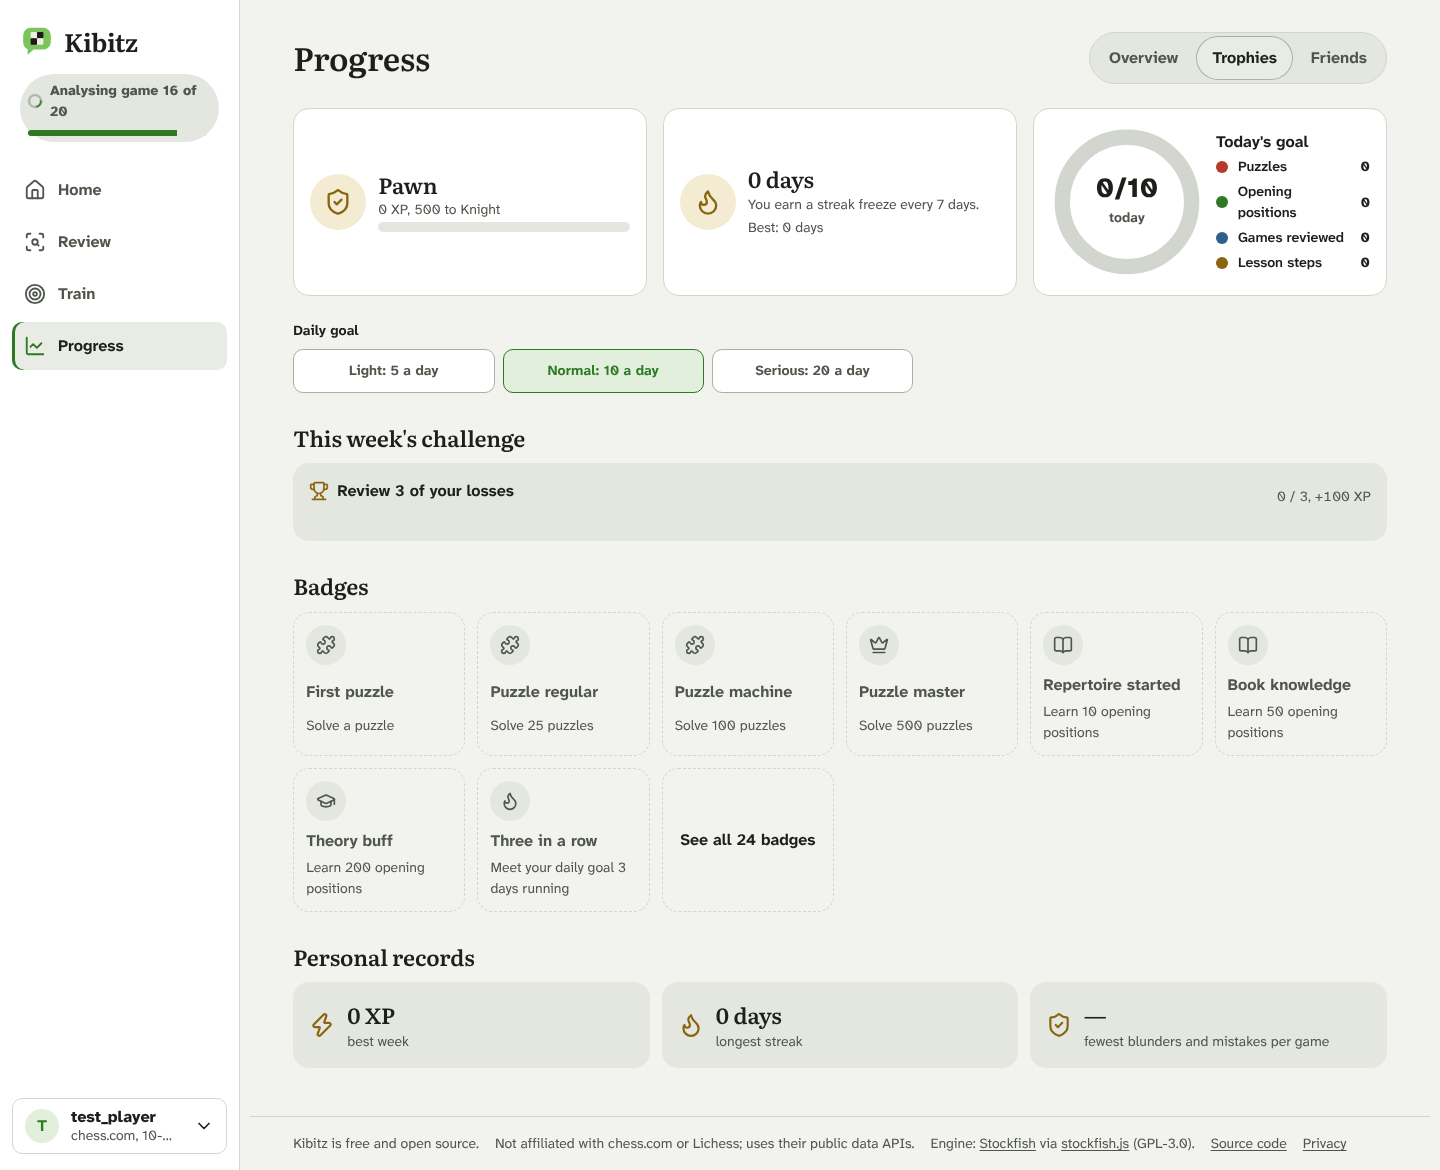 Kibitz
Analysing game 16 of
20
Home
Review
Train
Progress
test_player
chess.com, 10-...
T
Progress
Overview
Trophies
Friends
Pawn
0 XP, 500 to Knight
0 days
You earn a streak freeze every 7 days.
Best: 0 days
0/10
today
Today's goal
Puzzles 0
Opening
positions 0
Games reviewed 0
Lesson steps 0
Daily goal
Light: 5 a day
Normal: 10 a day
Serious: 20 a day
This week's challenge
Review 3 of your losses
0 / 3, +100 XP
Badges
First puzzle
Solve a puzzle
Puzzle regular
Solve 25 puzzles
Puzzle machine
Solve 100 puzzles
Puzzle master
Solve 500 puzzles
Repertoire started
Learn 10 opening
positions
Book knowledge
Learn 50 opening
positions
Theory buff
Learn 200 opening
positions
Three in a row
Meet your daily goal 3
days running
See all 24 badges
Personal records
0 XP
best week
0 days
longest streak
—
fewest blunders and mistakes per game
Kibitz is free and open source. Not affiliated with chess.com or Lichess; uses their public data APIs. Engine: Stockfish via stockfish.js (GPL-3.0). Source code Privacy